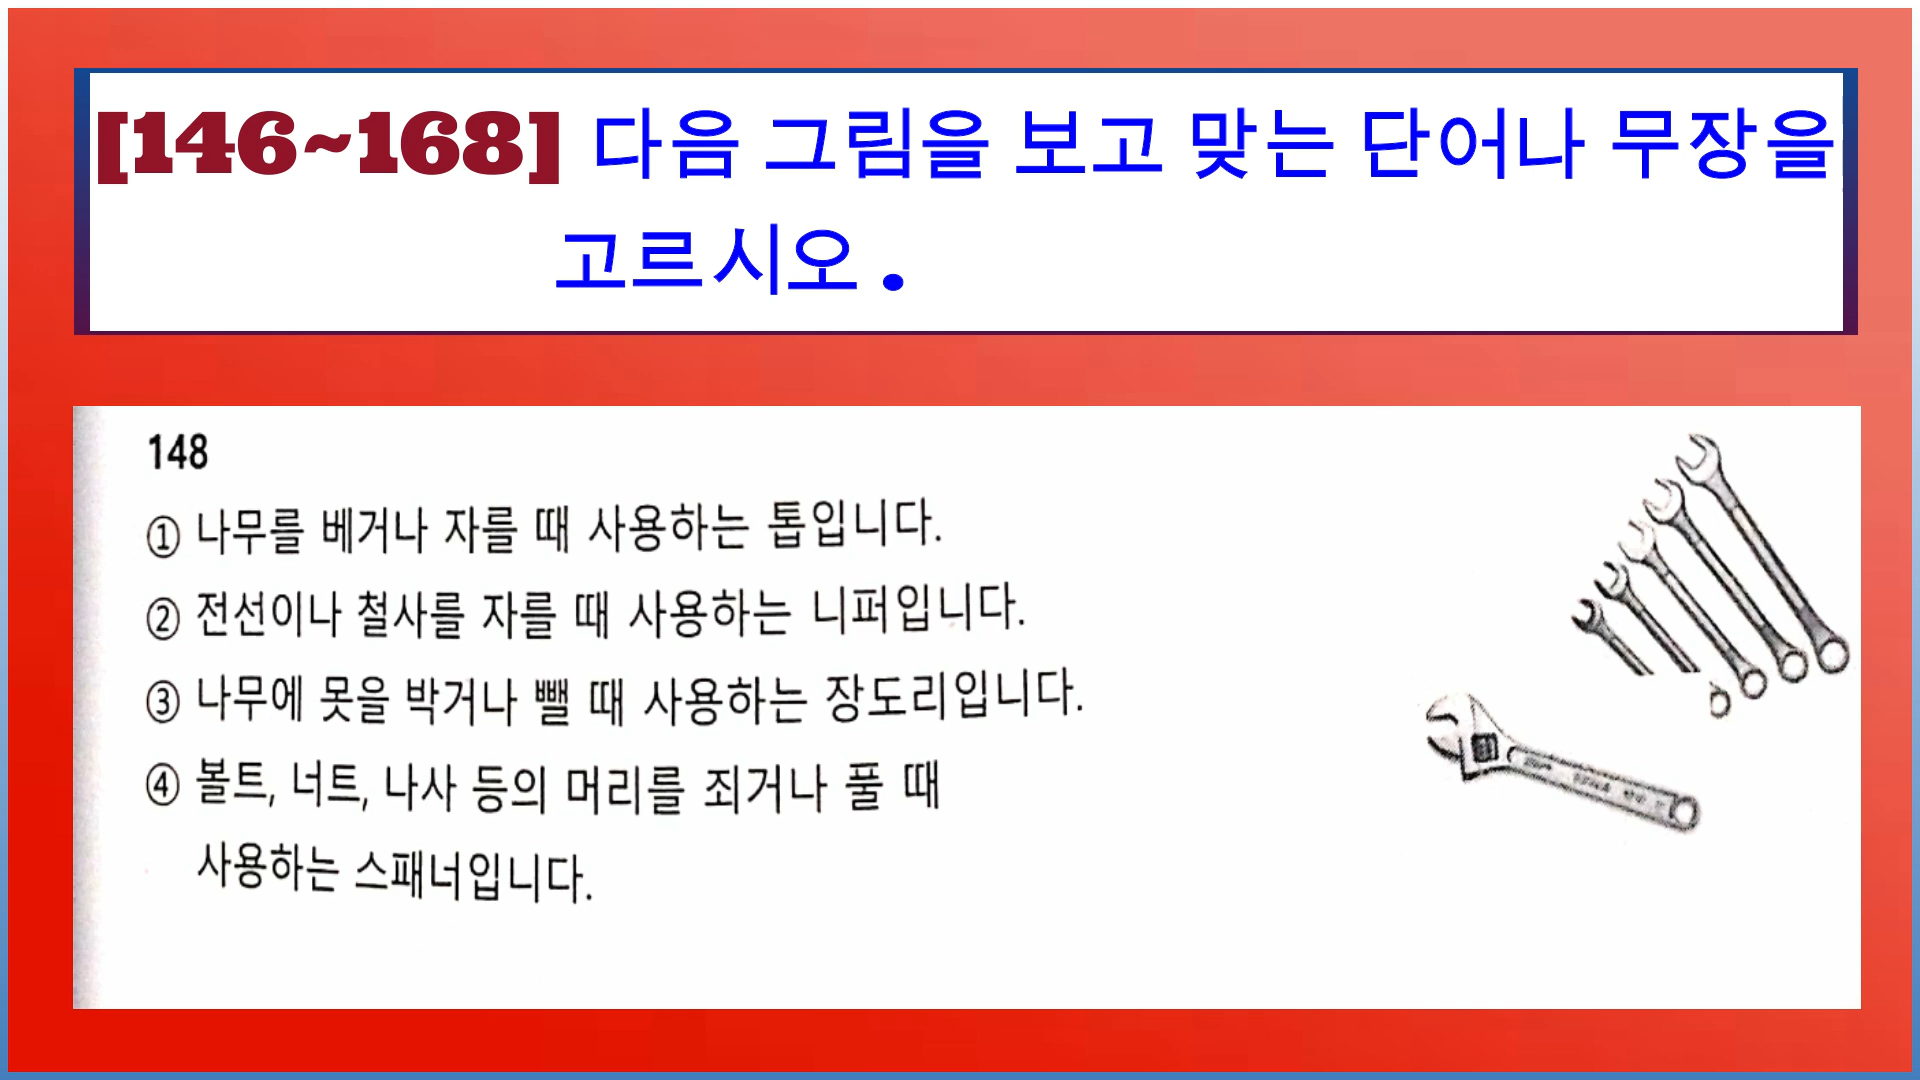 [146~168] 다음 그림을 보고 맞는 단어나 무장을
고르시오.
148
① 나무를 베거나 자를 때 사용하는 톱입니다.
② 전선이나 철사를 자를 때 사용하는 니퍼입니다.
③ 나무에 못을 박거나 뺄 때 사용하는 장도리입니다.
④ 볼트, 너트, 나사 등의 머리를 죄거나 풀 때
사용하는 스패너입니다.